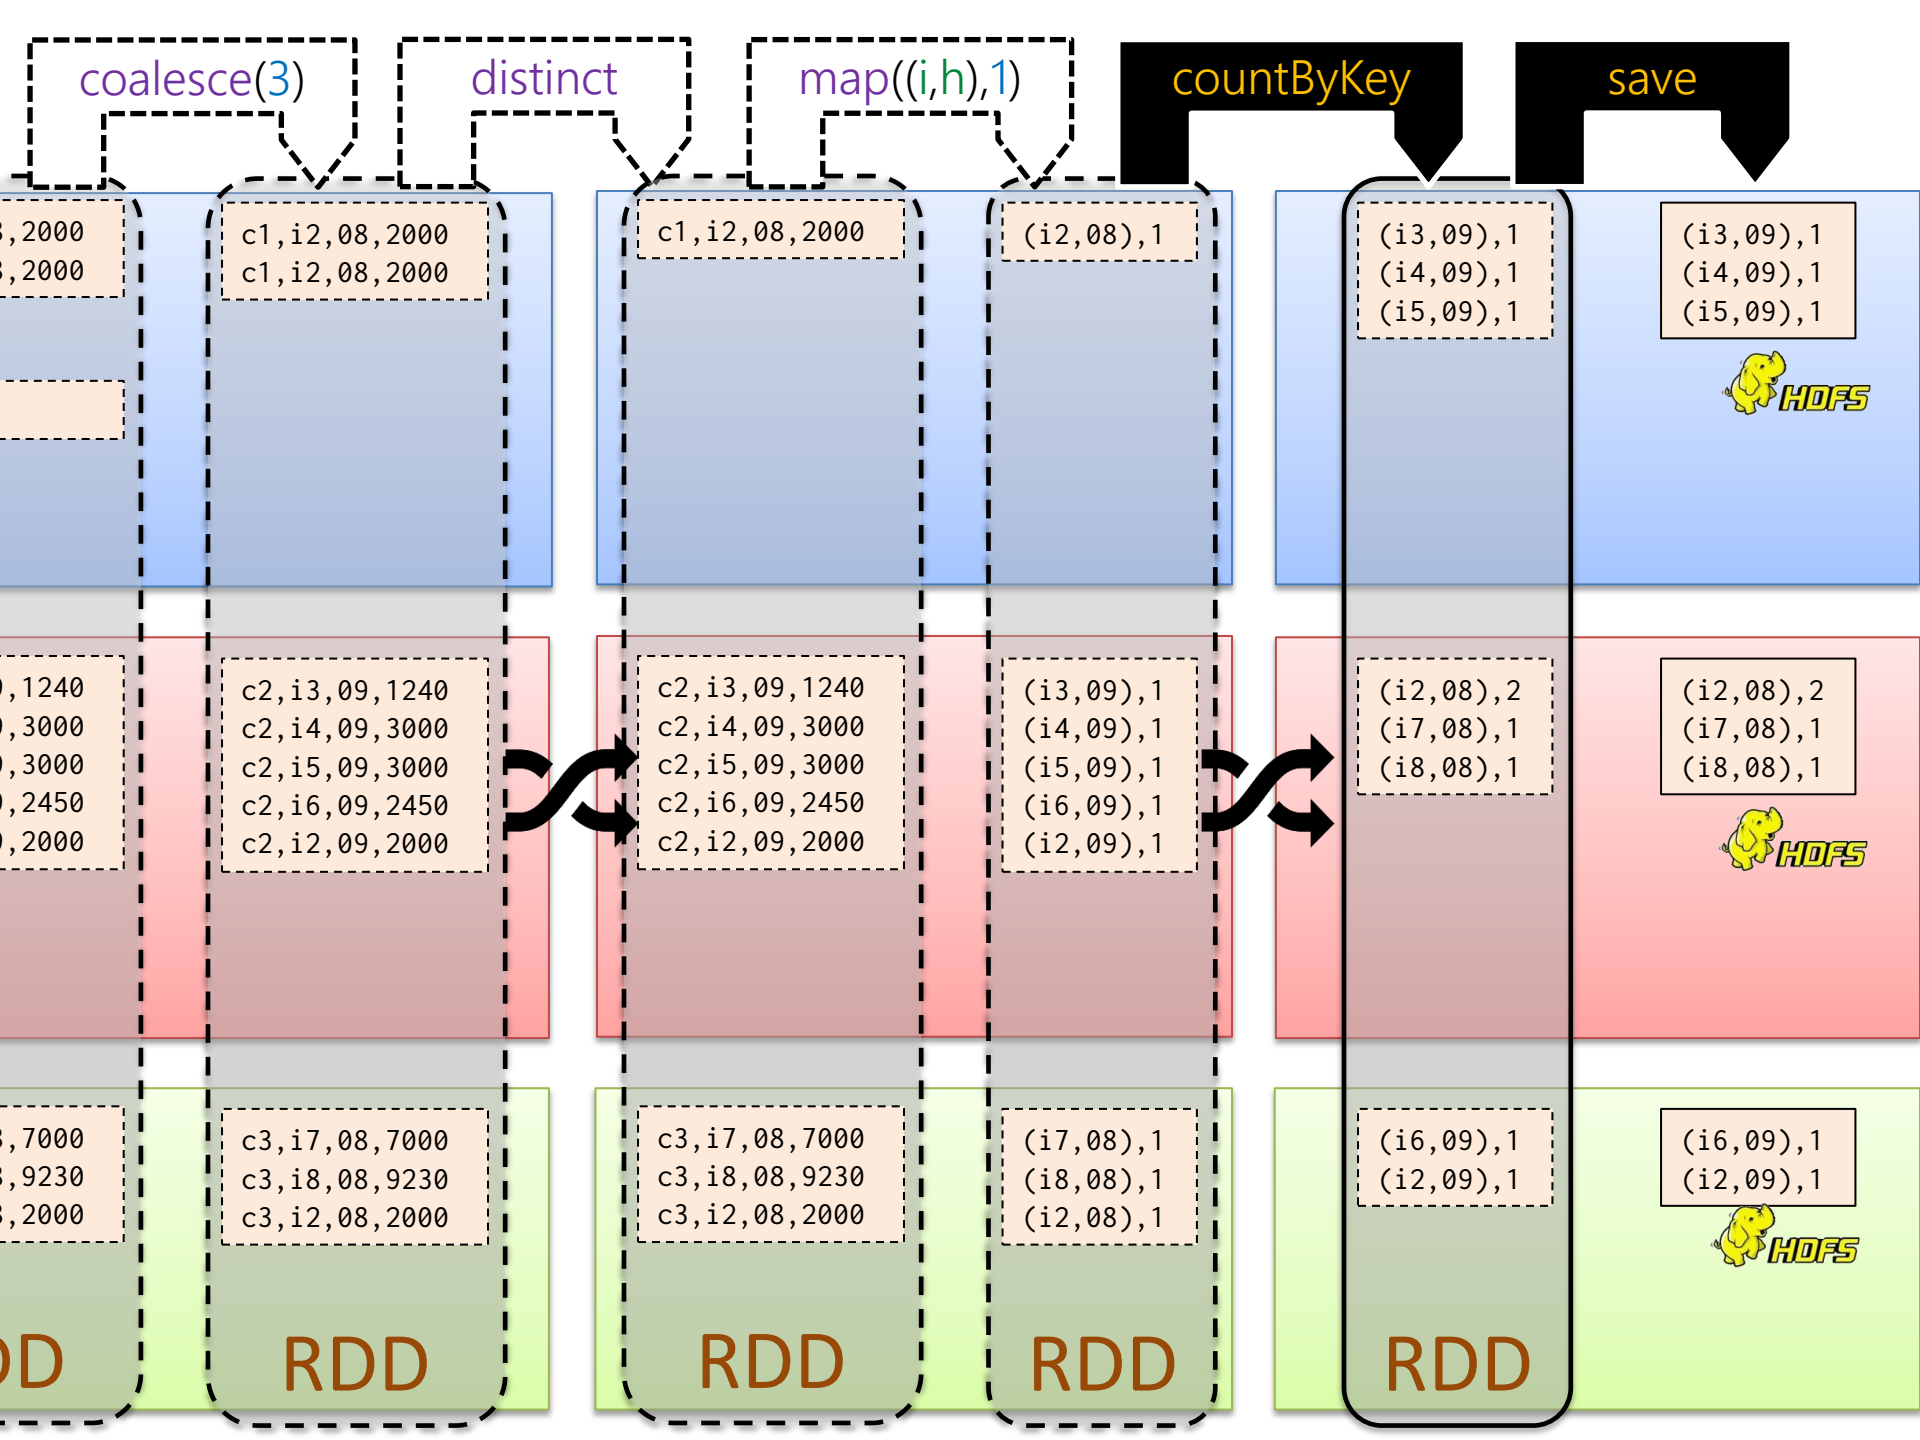 coalesce(3)
distinct
map((i,h),1)
countByKey
save
,2000
,2000
c1,i2,08,2000
c1,i2,08,2000
c1,i2,08,2000
(i2,08),1
(i3,09),1
(i4,09),1
(i5,09),1
(i3,09),1
(i4,09),1
(i5,09),1
HDFS
,1240
,3000
,3000
,2450
,2000
c2,i3,09,1240
c2,i4,09,3000
c2,i5,09,3000
c2,i6,09,2450
c2,i2,09,2000
c2,i3,09,1240
c2,i4,09,3000
c2,i5,09,3000
c2,i6,09,2450
c2,i2,09,2000
(i3,09),1
(i4,09),1
(i5,09),1
(i6,09),1
(i2,09),1
(i2,08),2
(i7,08),1
(i8,08),1
(i2,08),2
(i7,08),1
(i8,08),1
HDFS
,7000
,9230
,2000
c3,i7,08,7000
c3,i8,08,9230
c3,i2,08,2000
c3,i7,08,7000
c3,i8,08,9230
c3,i2,08,2000
(i7,08),1
(i8,08),1
(i2,08),1
(i6,09),1
(i2,09),1
(i6,09),1
(i2,09),1
HDFS
DD
RDD
RDD
RDD
RDD